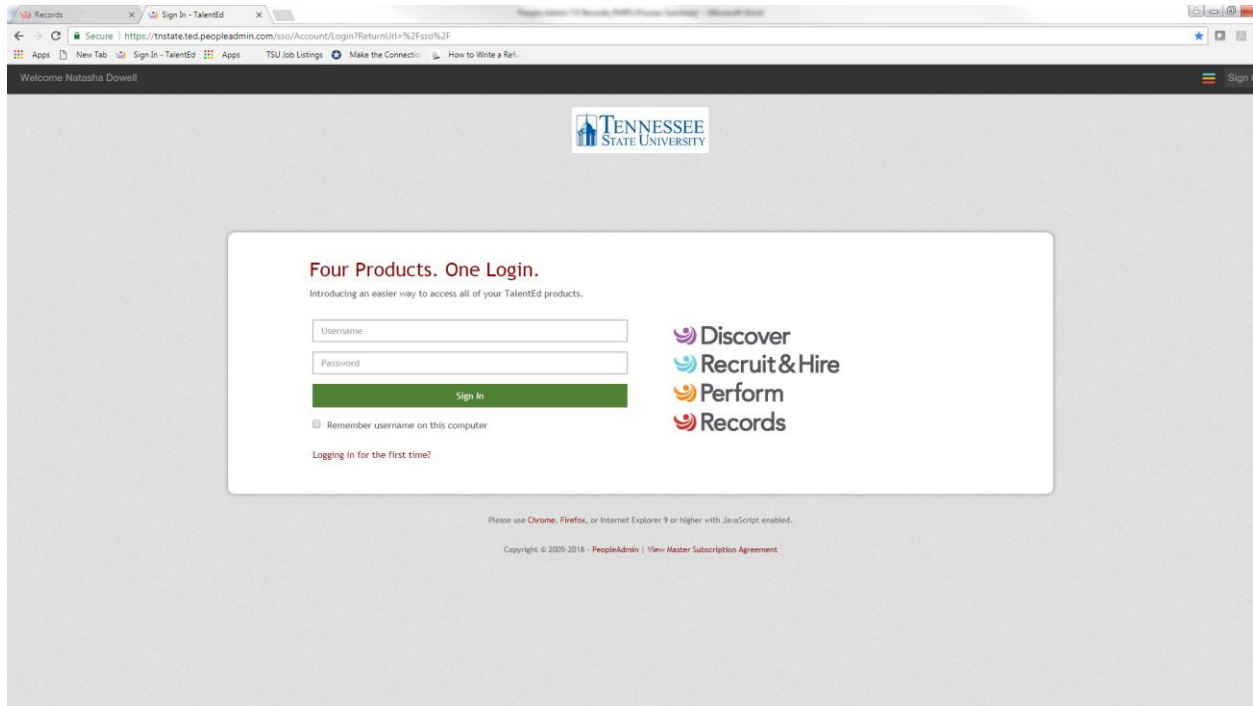 Records
Sign In - TalentEd
Secure https://tnstate.ted.peopleadmin.com/sso/Account/Login?ReturnUrl=%2Fsso%2F
Apps New Tab Sign In - TalentEd Apps TSU Job Listings Make the Connectio How to Write a Refu
Welcome Natasha Dowell
Sign
TENNESSEE
STATE UNIVERSITY
Four Products. One Login.
Introducing an easier way to access all of your TalentEd products.
Username
Password
Sign In
Remember username on this computer
Logging in for the first time?
Discover
Recruit & Hire
Perform
Records
Please use Chrome, Firefox, or Internet Explorer 9 or higher with JavaScript enabled.
Copyright © 2005-2018 - PeopleAdmin | View Master Subscription Agreement